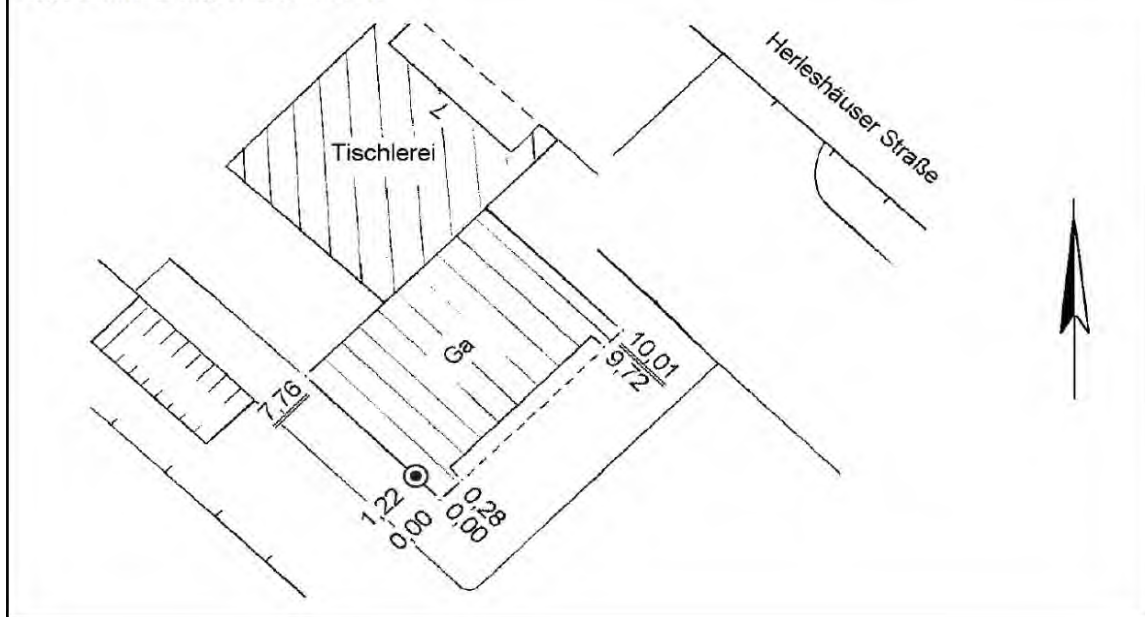 Herleshäuser Straße
7
Tischlerei
Ga
10,01
9,72
7,76
0,28
0,00
1,22
0,00